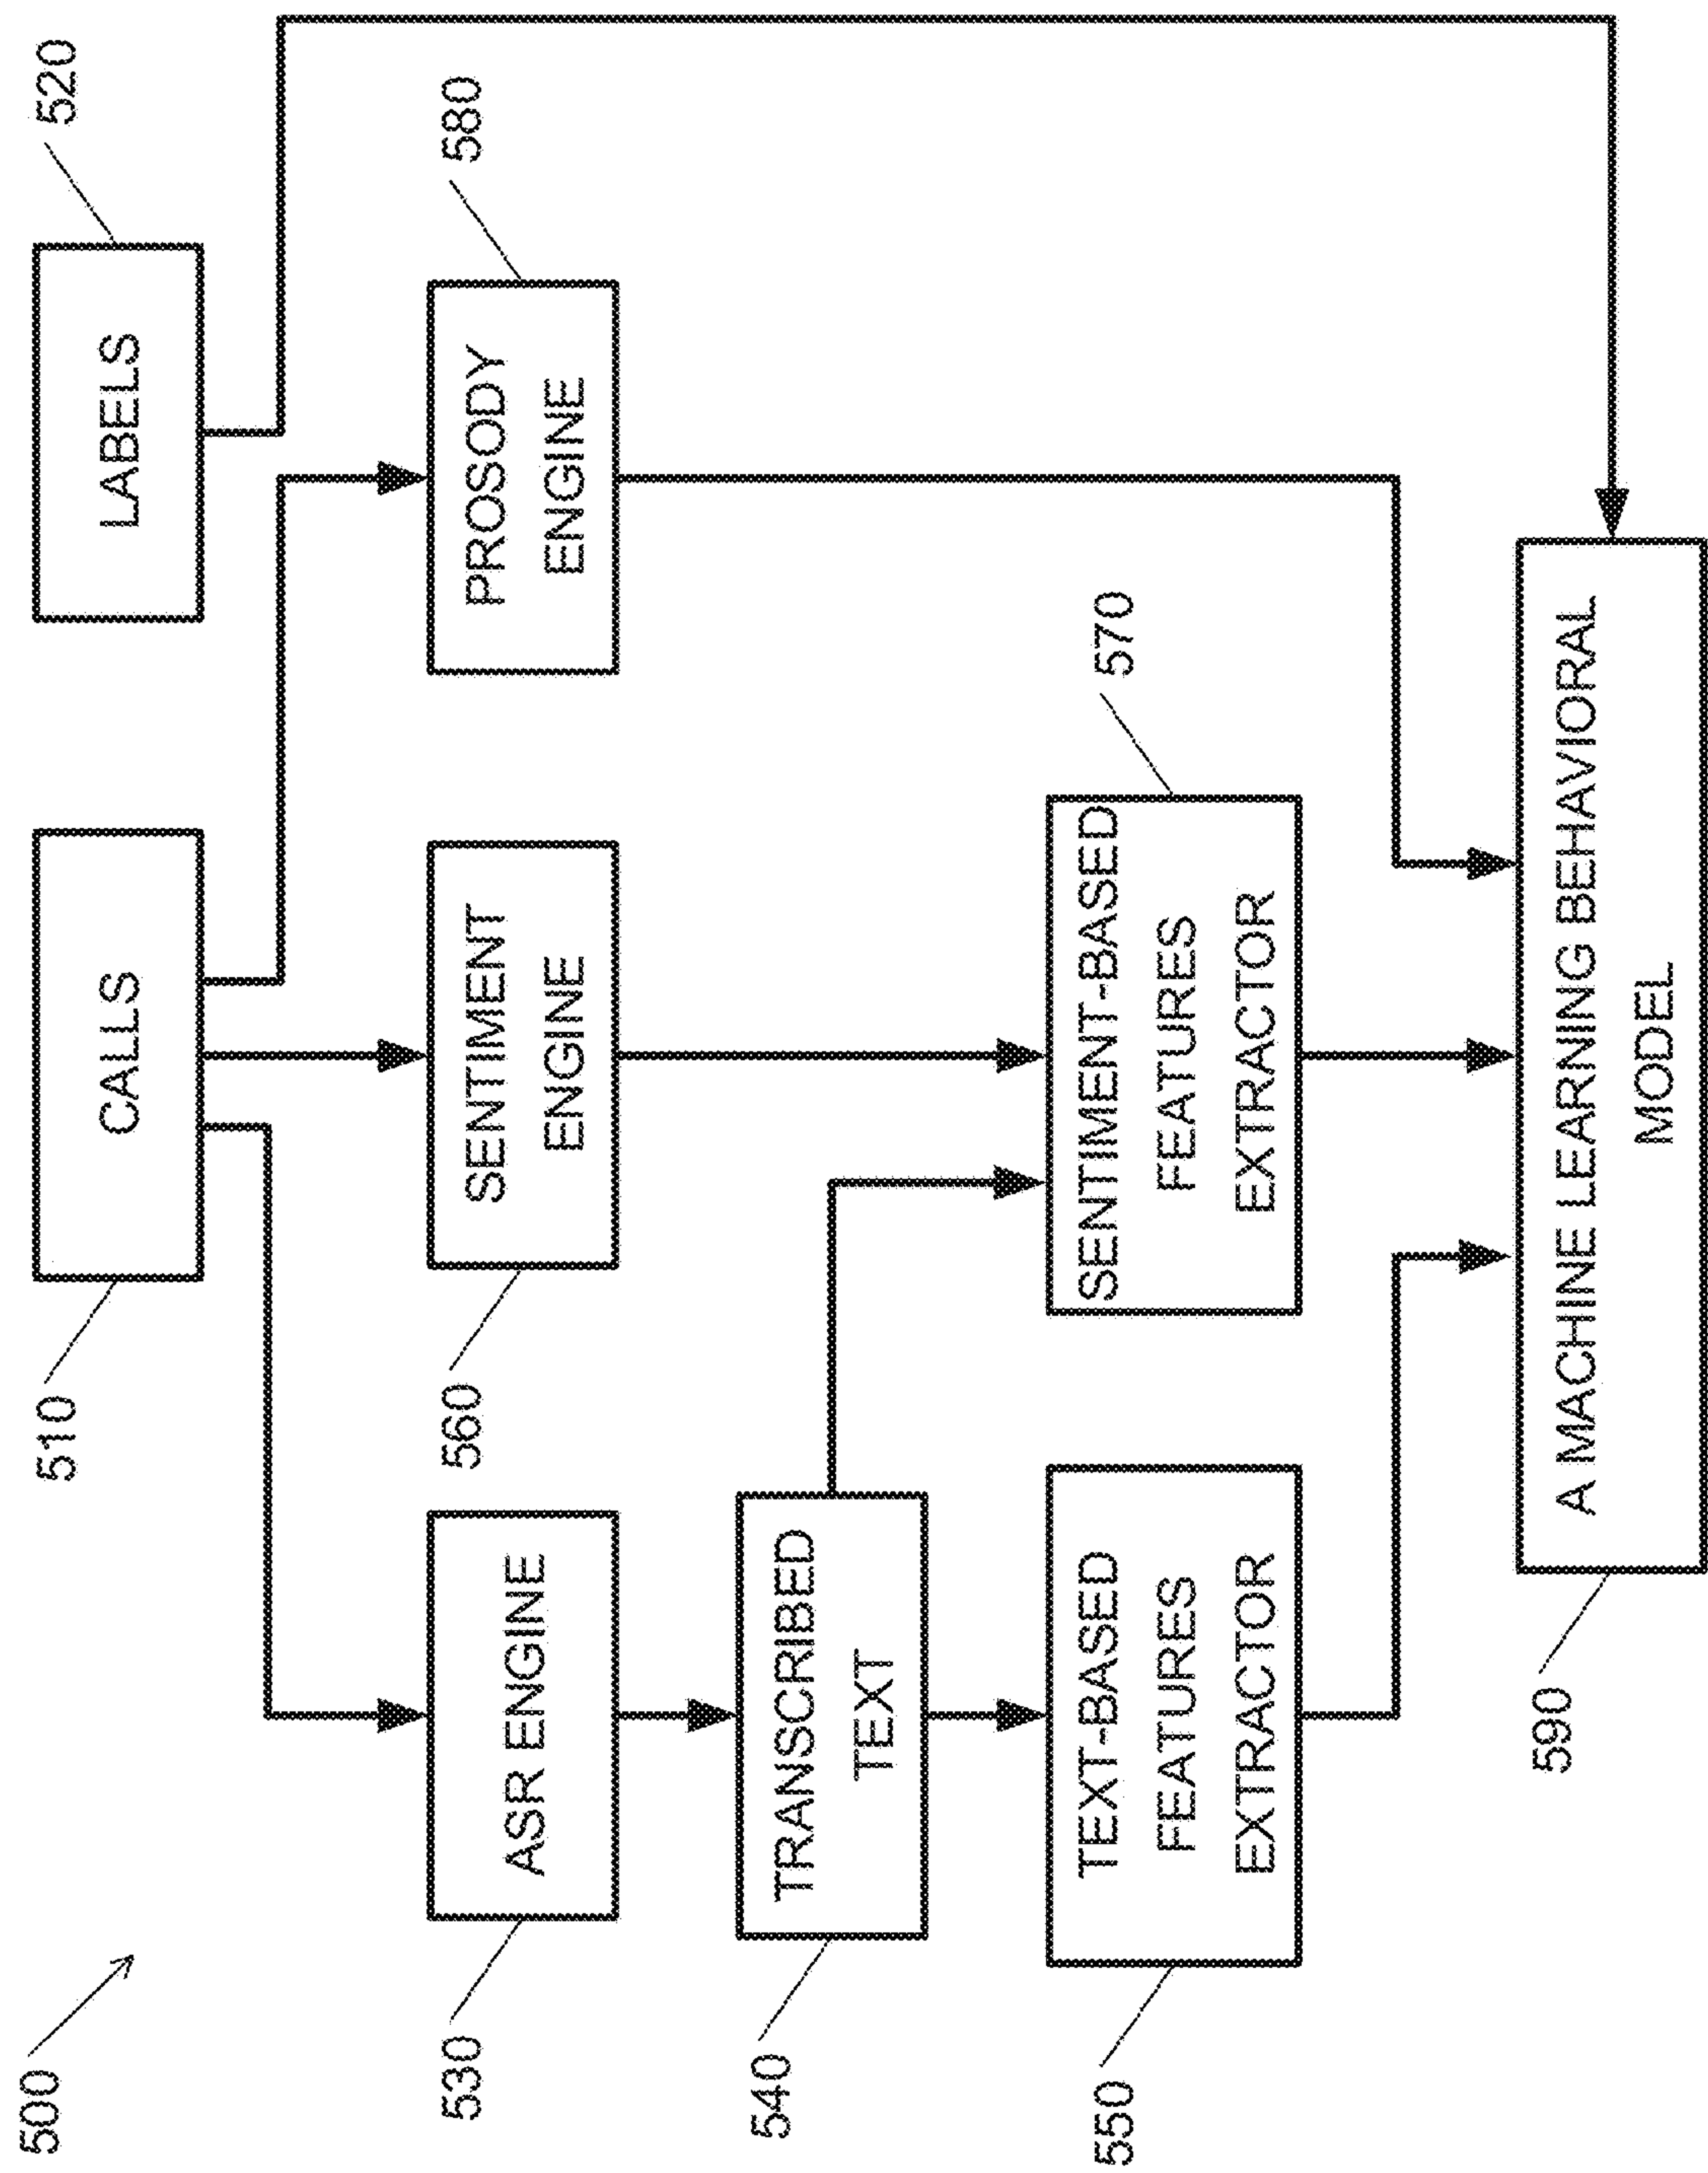 500
510
CALLS
LABELS
520
530
ASR ENGINE
560
SENTIMENT
ENGINE
PROSODY
ENGINE
580
540
TRANSCRIBED
TEXT
550
TEXT-BASED
FEATURES
EXTRACTOR
SENTIMENT-BASED
FEATURES
EXTRACTOR
570
590
A MACHINE LEARNING BEHAVIORAL
MODEL